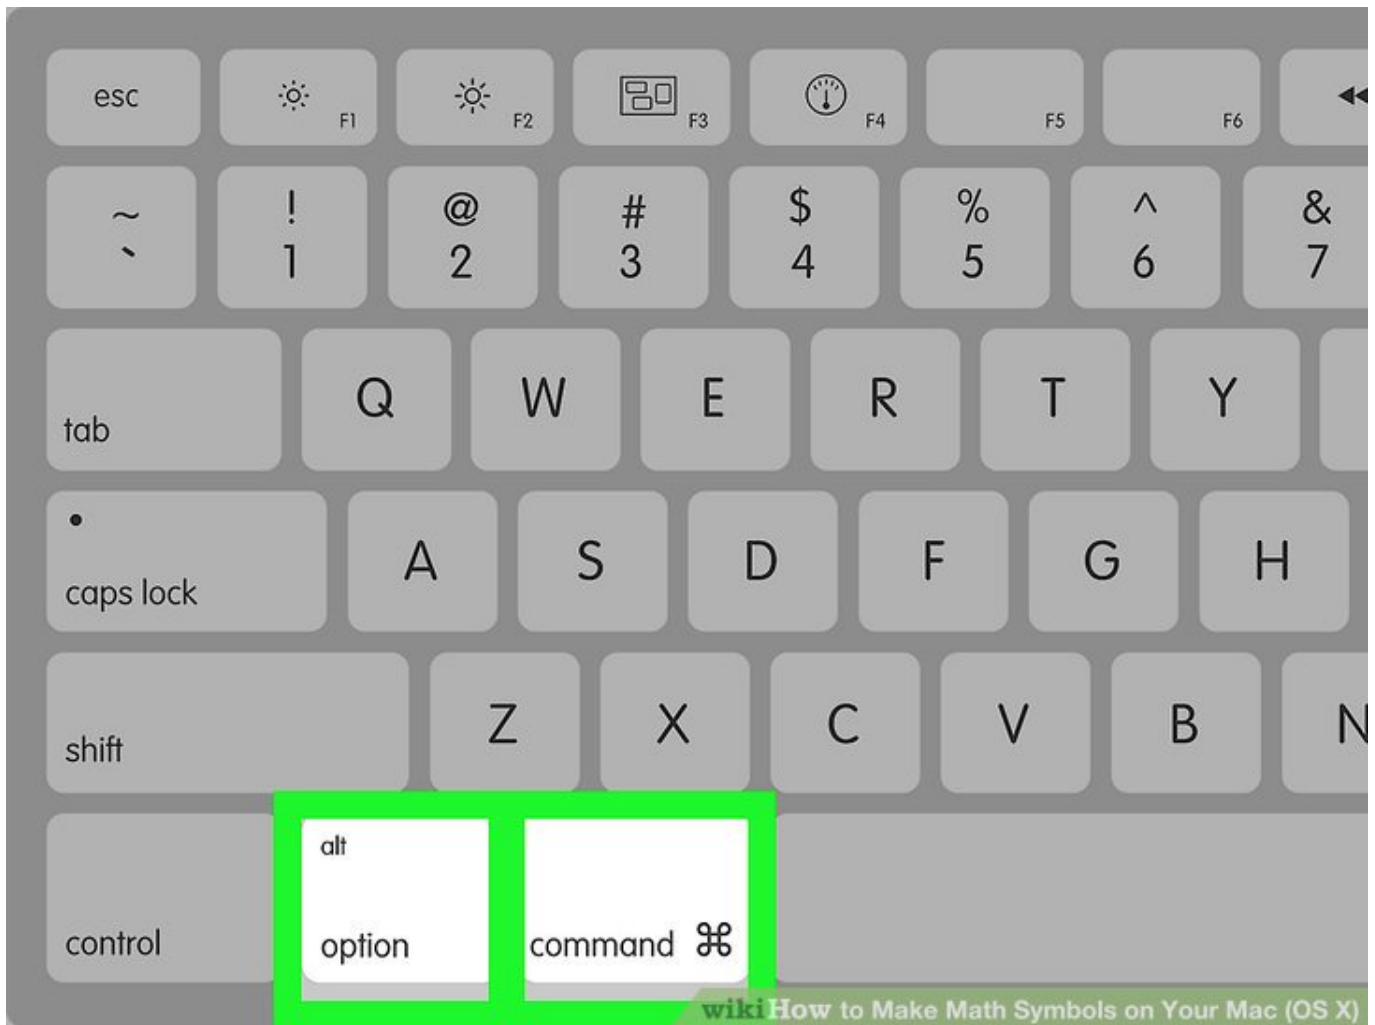 esc F1 F2 F3 F4 F5 F6
~ ! @ # $ % ^ &
` 1 2 3 4 5 6 7
tab Q W E R T Y
caps lock A S D F G H
shift Z X C V B N
alt
control option command ⌘
wikiHow to Make Math Symbols on Your Mac (OS X)